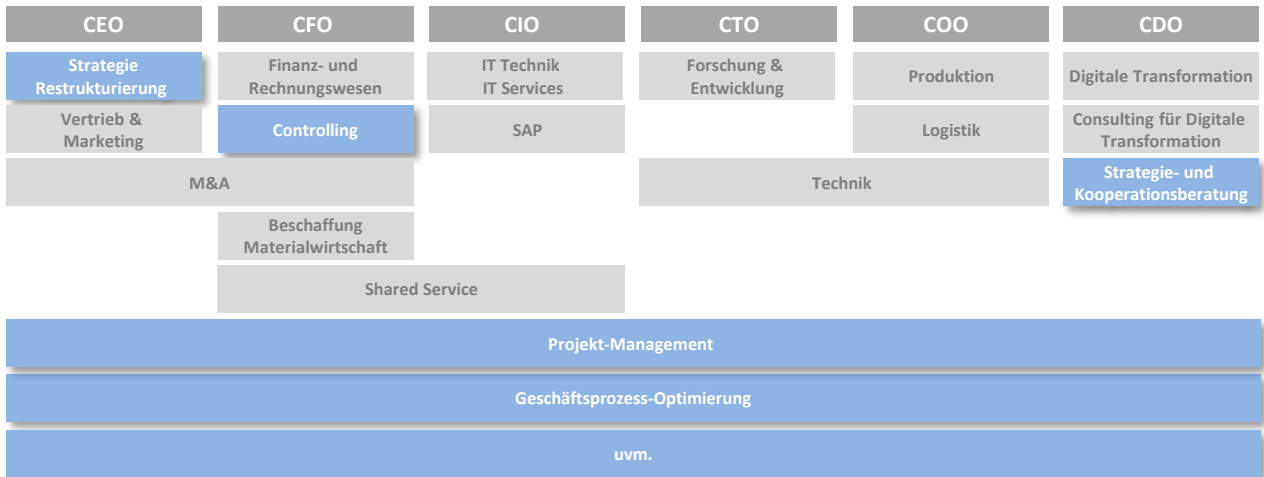 CEO
CFO
CIO
CTO
COO
CDO
Strategie
Restrukturierung
Finanz- und
Rechnungswesen
IT Technik
IT Services
Forschung &
Entwicklung
Produktion
Digitale Transformation
Vertrieb &
Marketing
Controlling
SAP
Logistik
Consulting für Digitale
Transformation
M&A
Technik
Strategie- und
Kooperationsberatung
Beschaffung
Materialwirtschaft
Shared Service
Projekt-Management
Geschäftsprozess-Optimierung
uvm.